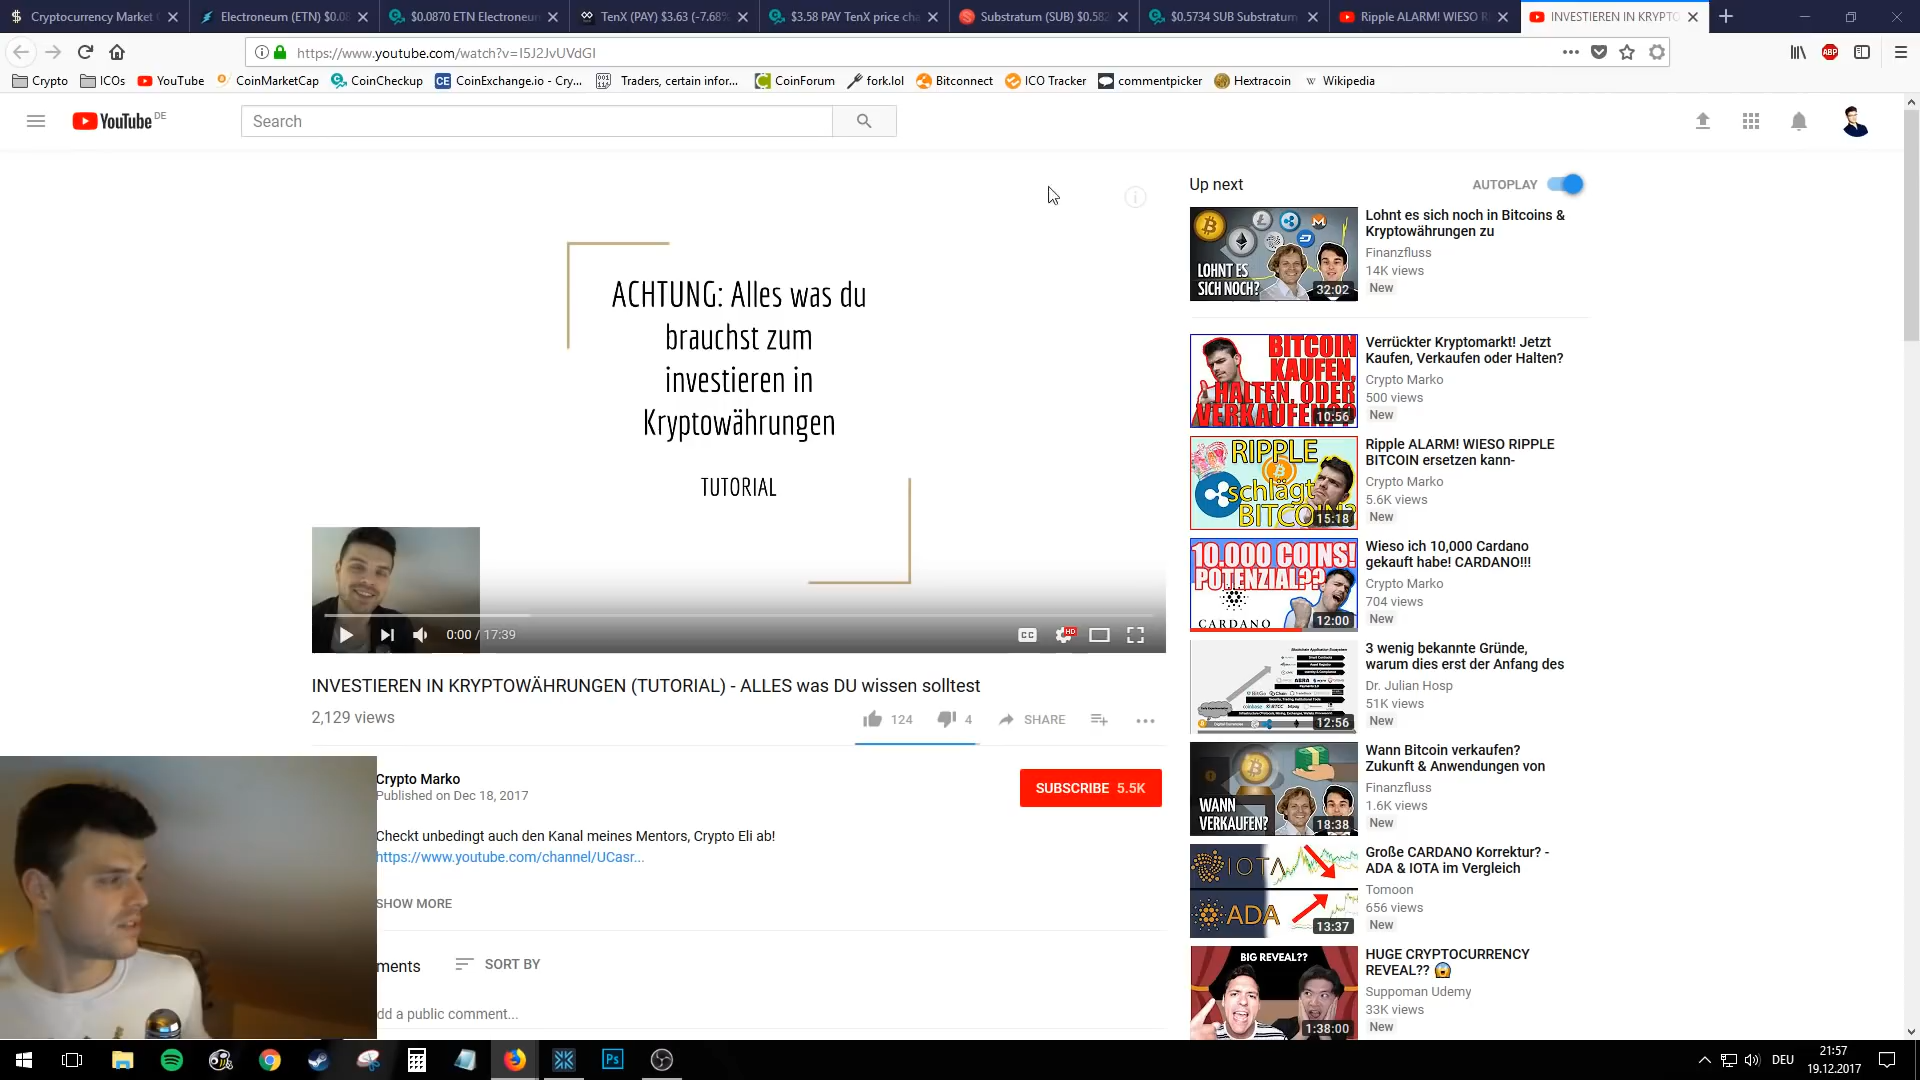 Cryptocurrency Market
Electroneum (ETN) $0.08
$0.0870 ETN Electroneum
TenX (PAY) $3.63 (-7.68%
$3.58 PAY TenX price cha
Substratum (SUB) $0.582
$0.5734 SUB Substratum
Ripple ALARM! WIESO R
INVESTIEREN IN KRYPTO
https://www.youtube.com/watch?v=I5J2JvUVdGI
Crypto
ICOs
YouTube
CoinMarketCap
CoinCheckup
CoinExchange.io - Cry...
Traders, certain infor...
CoinForum
fork.lol
Bitconnect
ICO Tracker
commentpicker
Hextracoin
Wikipedia
YouTube DE
Search
ACHTUNG: Alles was du
brauchst zum
investieren in
Kryptowährungen
TUTORIAL
0:00 / 17:39
CC
HD
INVESTIEREN IN KRYPTOWÄHRUNGEN (TUTORIAL) - ALLES was DU wissen solltest
2,129 views
124
4
SHARE
Crypto Marko
Published on Dec 18, 2017
SUBSCRIBE 5.5K
Checkt unbedingt auch den Kanal meines Mentors, Crypto Eli ab!
https://www.youtube.com/channel/UCasr...
SHOW MORE
ments
SORT BY
dd a public comment...
Up next
AUTOPLAY
LOHNT ES
SICH NOCH?
32:02
Lohnt es sich noch in Bitcoins &
Kryptowährungen zu
Finanzfluss
14K views
New
BITCOIN
KAUFEN,
HALTEN, ODER
VERKAUFEN??
10:56
Verrückter Kryptomarkt! Jetzt
Kaufen, Verkaufen oder Halten?
Crypto Marko
500 views
New
RIPPLE
schlägt
BITCOIN?
15:18
Ripple ALARM! WIESO RIPPLE
BITCOIN ersetzen kann-
Crypto Marko
5.6K views
New
10.000 COINS!
POTENZIAL??
CARDANO
12:00
Wieso ich 10,000 Cardano
gekauft habe! CARDANO!!!
Crypto Marko
704 views
New
12:56
3 wenig bekannte Gründe,
warum dies erst der Anfang des
Dr. Julian Hosp
51K views
New
WANN
VERKAUFEN?
18:38
Wann Bitcoin verkaufen?
Zukunft & Anwendungen von
Finanzfluss
1.6K views
New
IOTA
ADA
13:37
Große CARDANO Korrektur? -
ADA & IOTA im Vergleich
Tomoon
656 views
New
BIG REVEAL??
1:38:00
HUGE CRYPTOCURRENCY
REVEAL??
Suppoman Udemy
33K views
New
ABP
Ps
DEU
21:57
19.12.2017